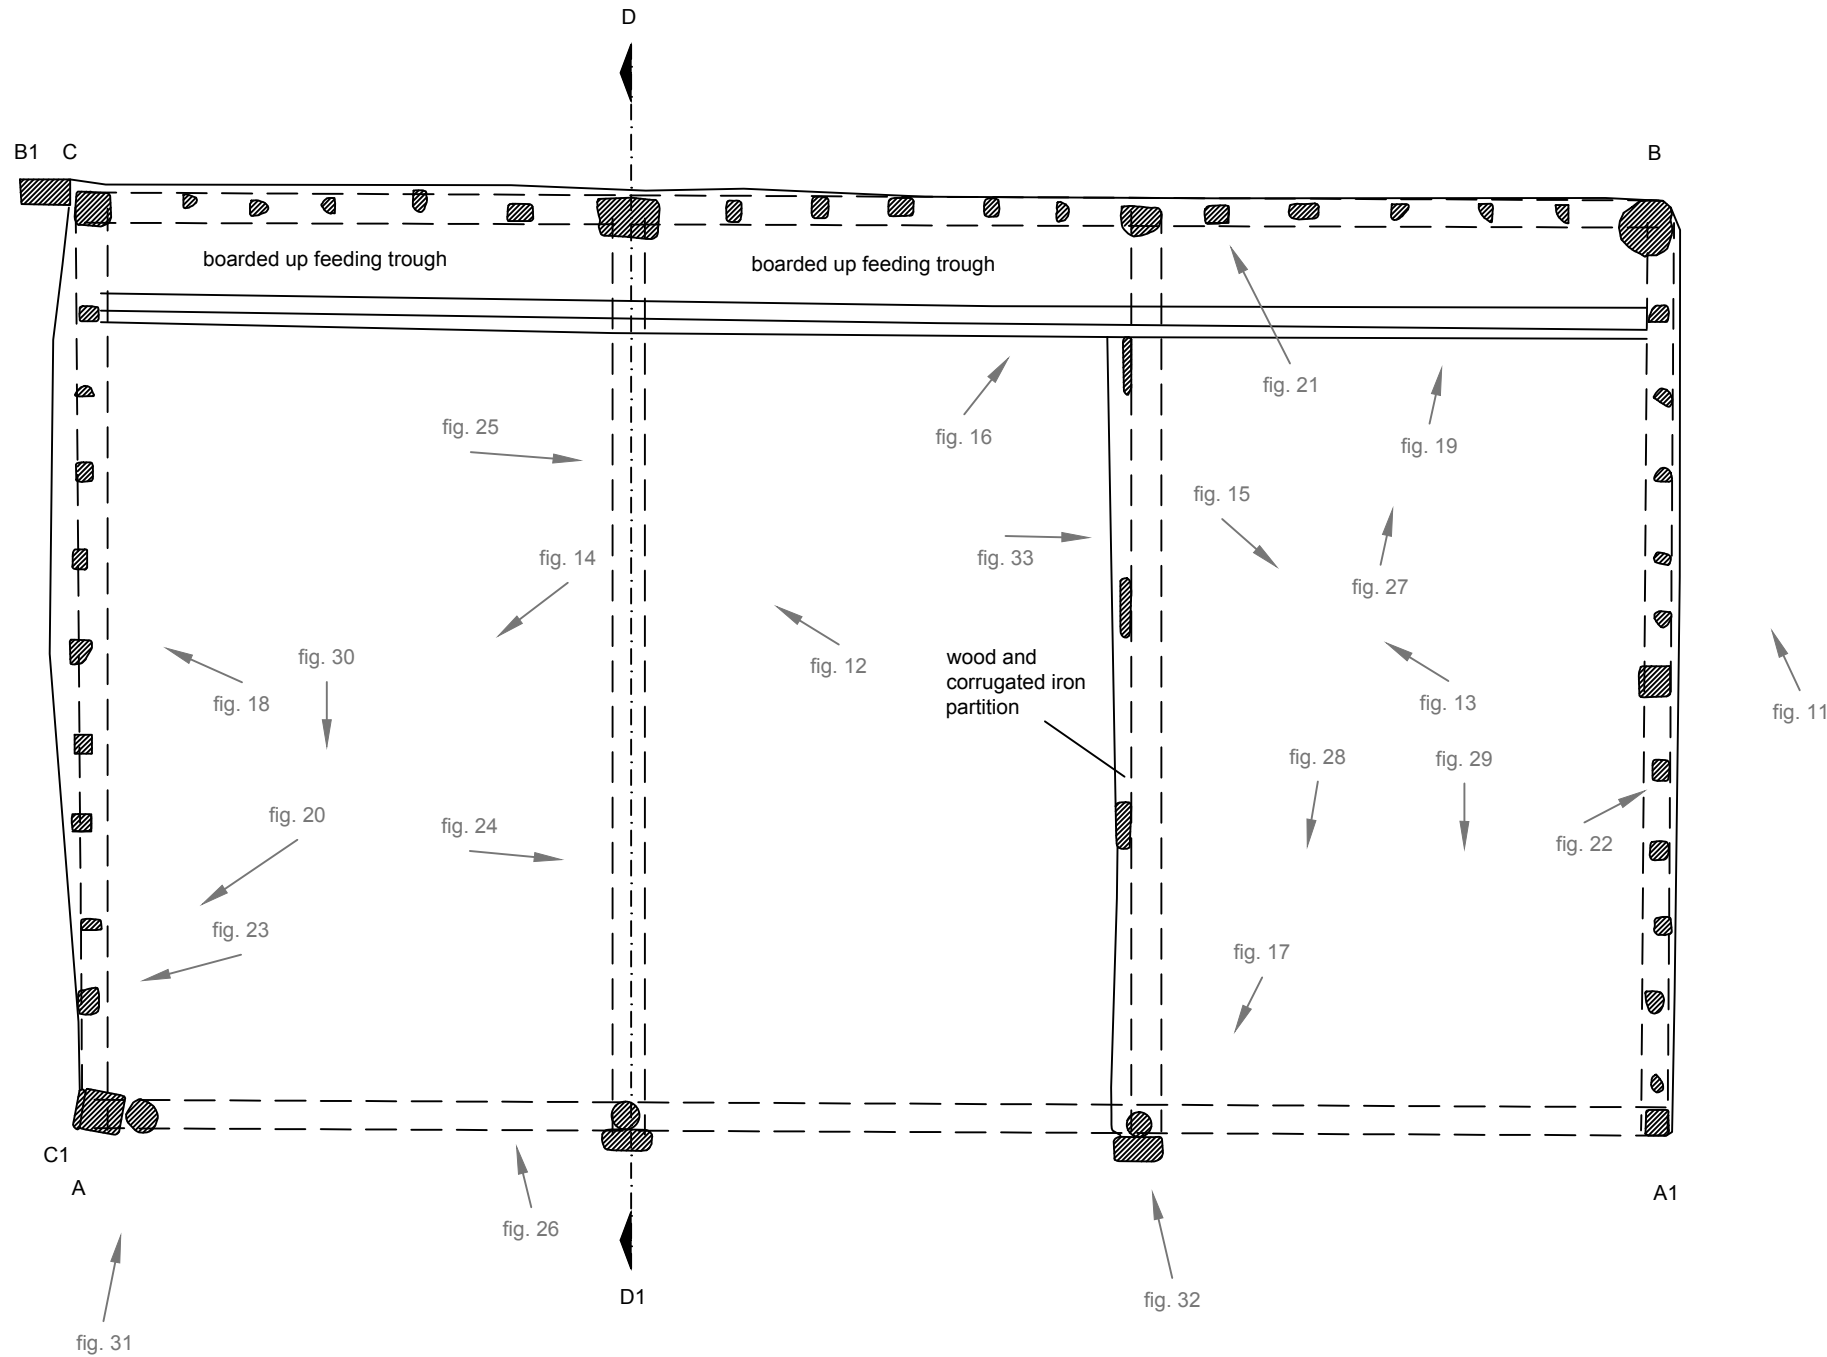 D
B1 C
B
boarded up feeding trough
boarded up feeding trough
fig. 21
fig. 25
fig. 16
fig. 19
fig. 15
fig. 14
fig. 33
fig. 27
fig. 30
fig. 12
wood and
corrugated iron
partition
fig. 18
fig. 13
fig. 11
fig. 28
fig. 29
fig. 20
fig. 24
fig. 22
fig. 23
fig. 17
C1
A
A1
fig. 26
D1
fig. 32
fig. 31